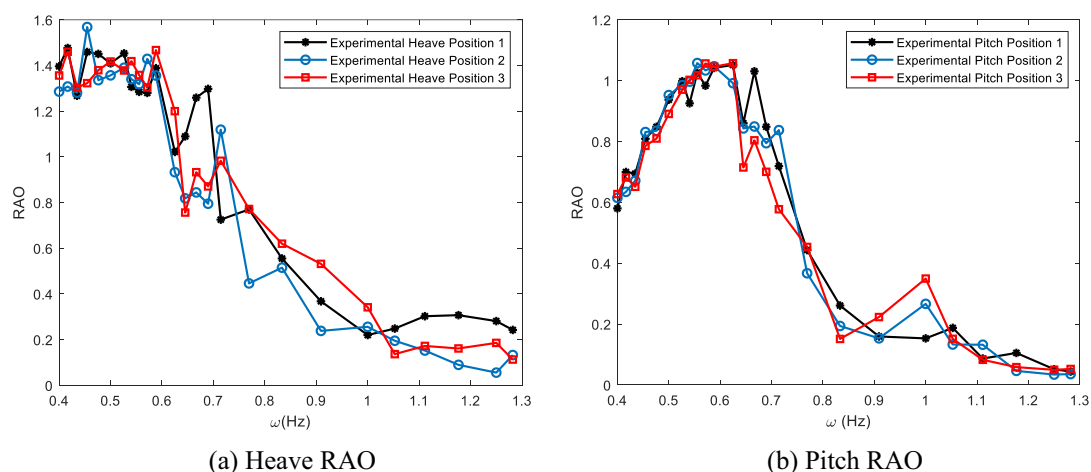 1.6
1.4
1.2
1
0.8
0.6
0.4
0.2
0
RAO
0.4 0.5 0.6 0.7 0.8 0.9 1 1.1 1.2 1.3
ω(Hz)
Experimental Heave Position 1
Experimental Heave Position 2
Experimental Heave Position 3
(a) Heave RAO
1.2
1
0.8
0.6
0.4
0.2
0
RAO
0.4 0.5 0.6 0.7 0.8 0.9 1 1.1 1.2 1.3
ω (Hz)
Experimental Pitch Position 1
Experimental Pitch Position 2
Experimental Pitch Position 3
(b) Pitch RAO